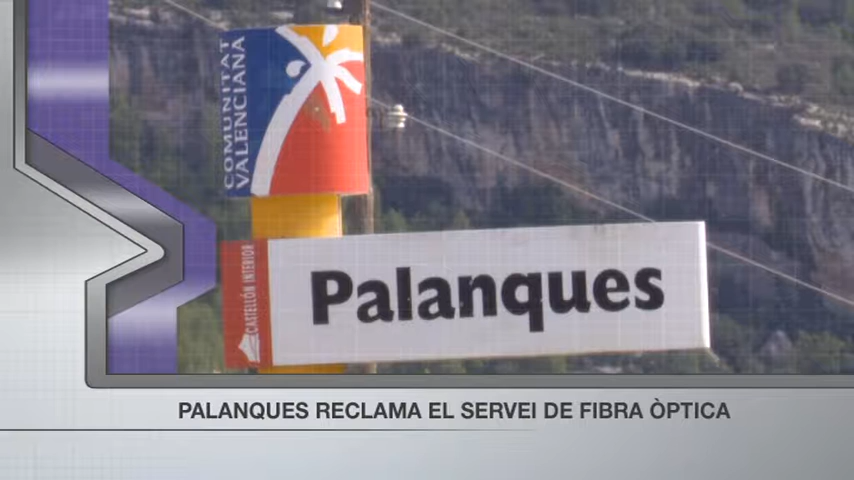 COMUNITAT
VALENCIANA
CASTELLÓN INTERIOR
Palanques
PALANQUES RECLAMA EL SERVEI DE FIBRA ÒPTICA